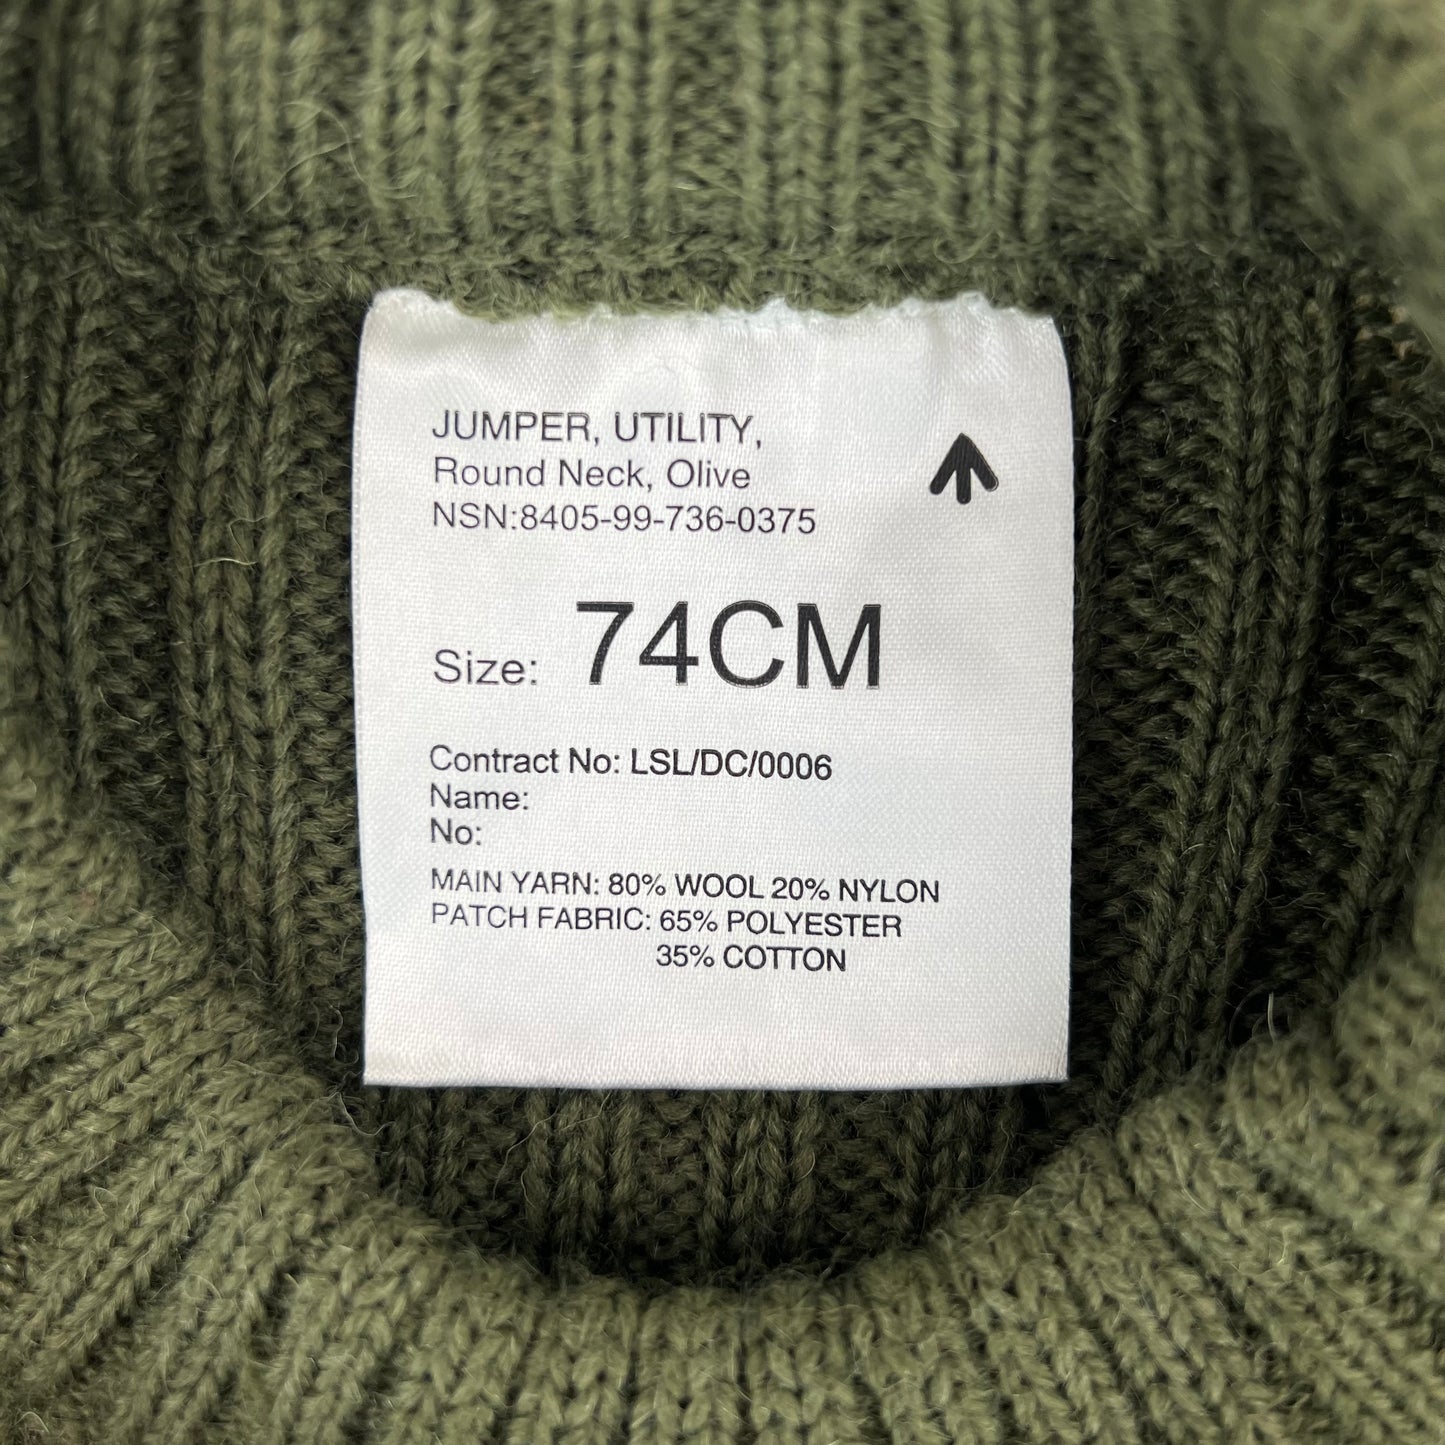 JUMPER, UTILITY,
Round Neck, Olive
NSN:8405-99-736-0375
Size: 74CM
Contract No: LSL/DC/0006
Name:
No:
MAIN YARN: 80% WOOL 20% NYLON
PATCH FABRIC: 65% POLYESTER
35% COTTON